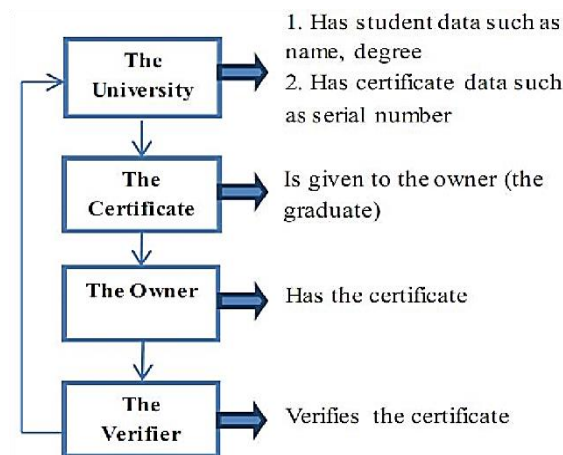 The
University
1. Has student data such as
name, degree
2. Has certificate data such
as serial number
The
Certificate
Is given to the owner (the
graduate)
The Owner
Has the certificate
The
Verifier
Verifies the certificate